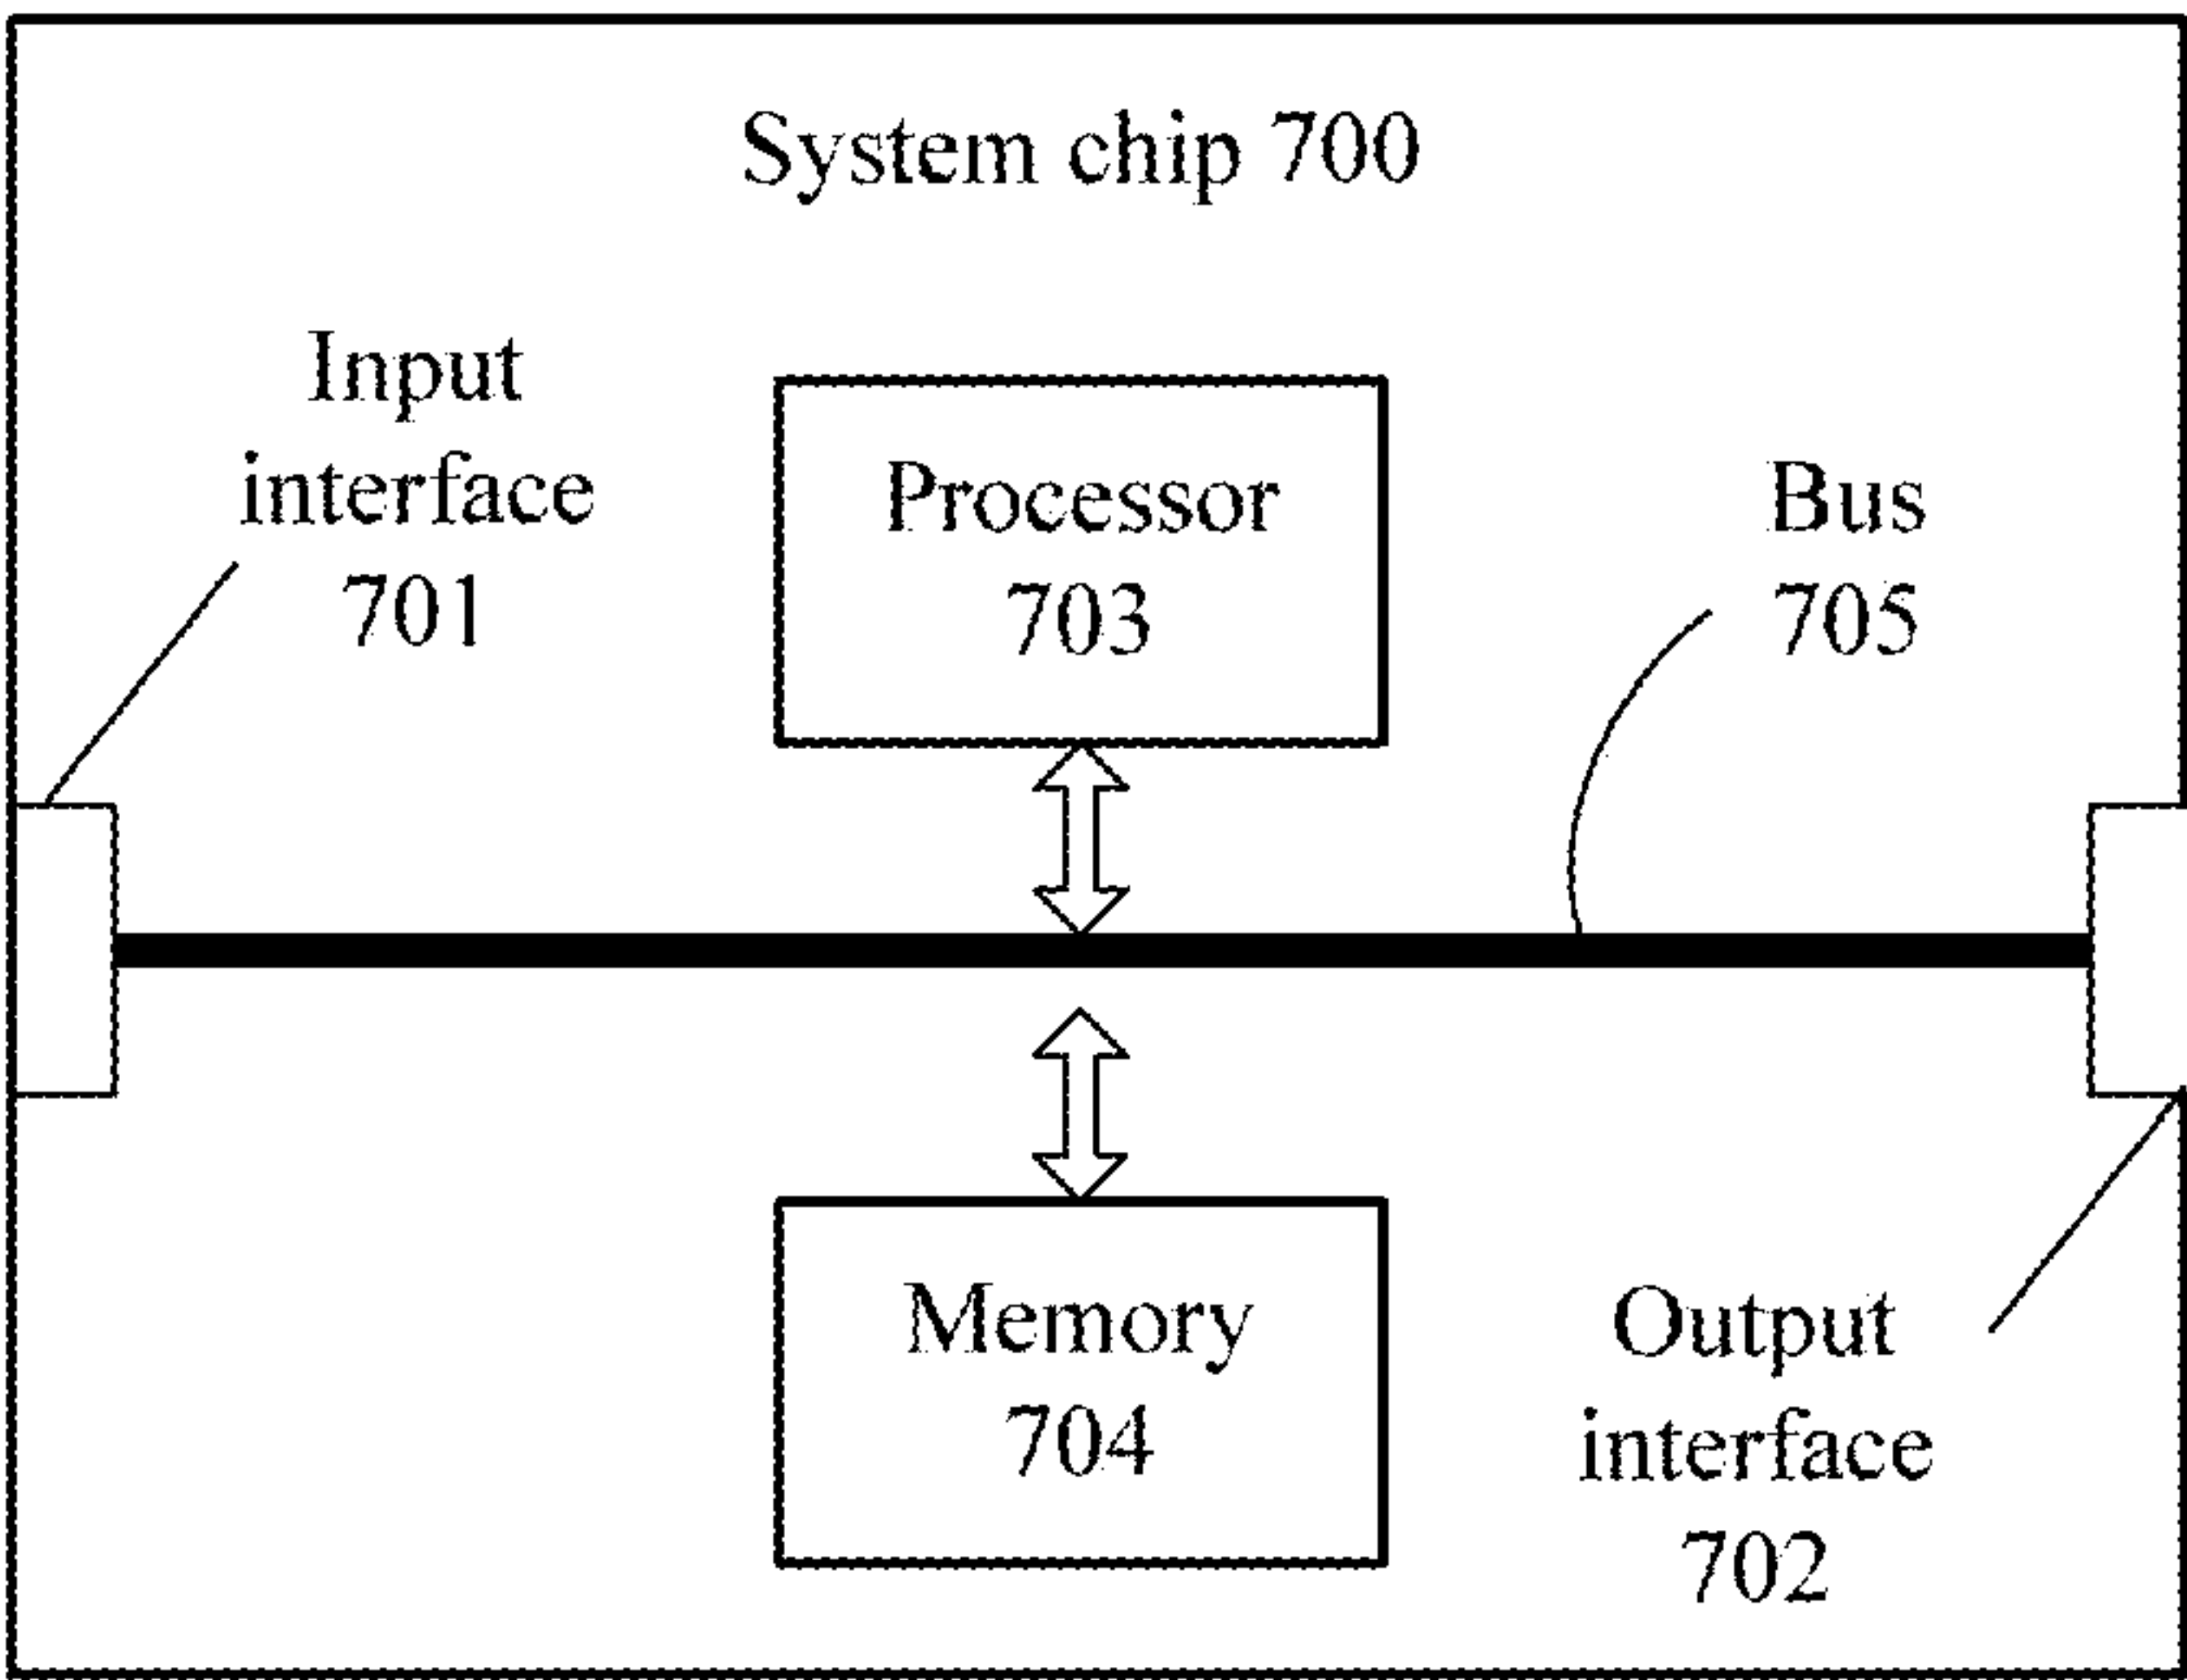 System chip 700
Input
interface
701
Processor
703
Bus
705
Memory
704
Output
interface
702